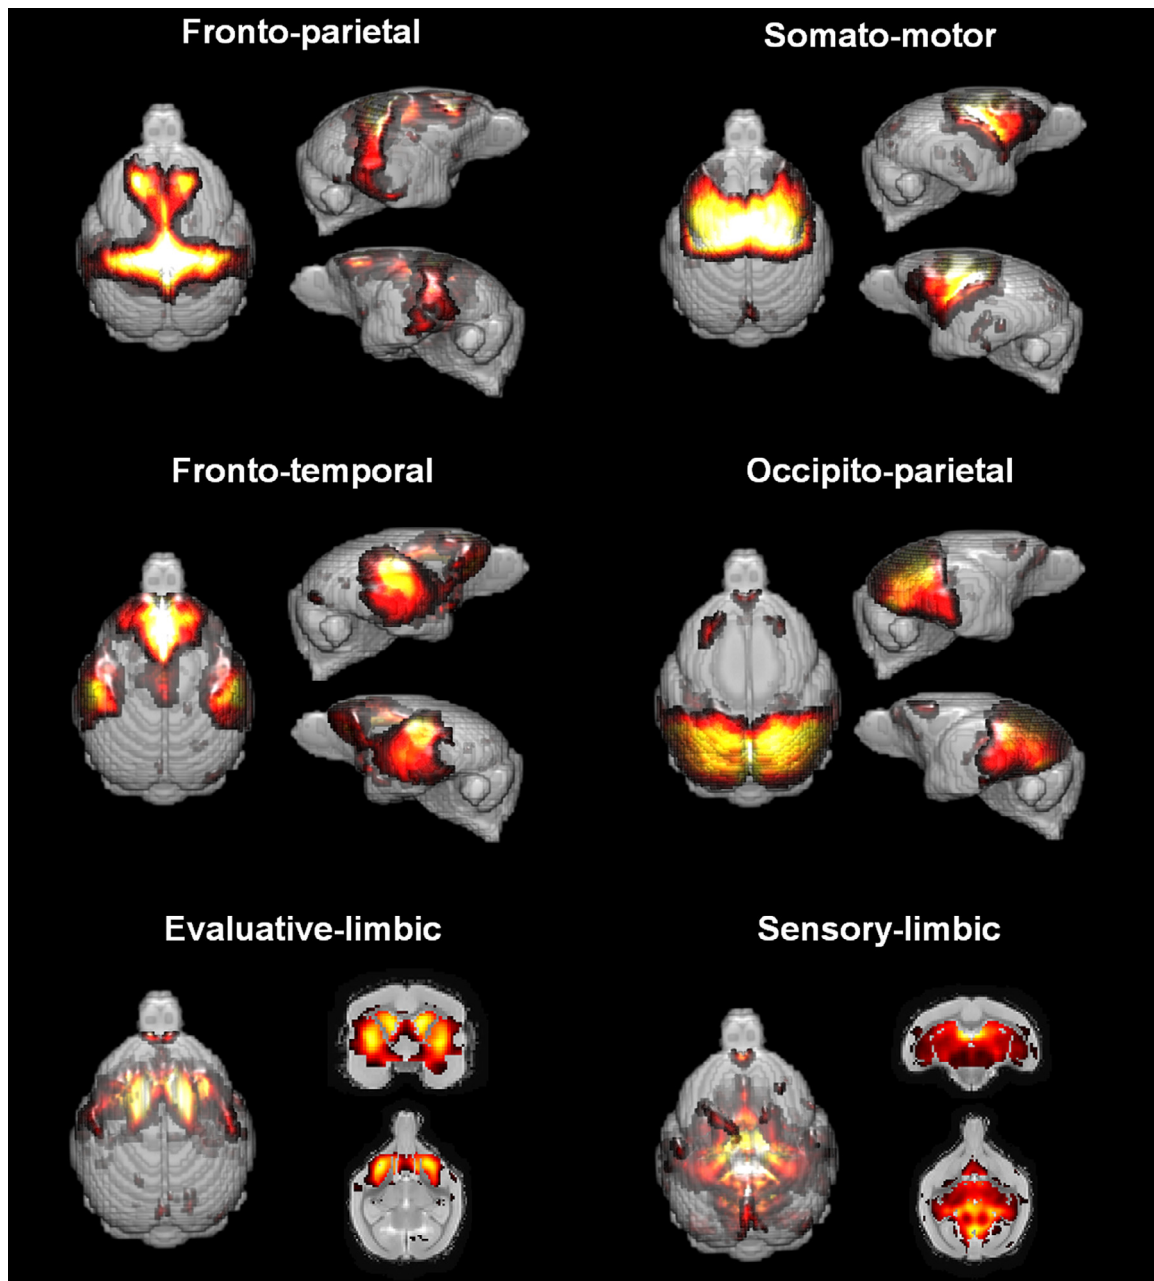 Fronto-parietal
Somato-motor
Fronto-temporal
Occipito-parietal
Evaluative-limbic
Sensory-limbic